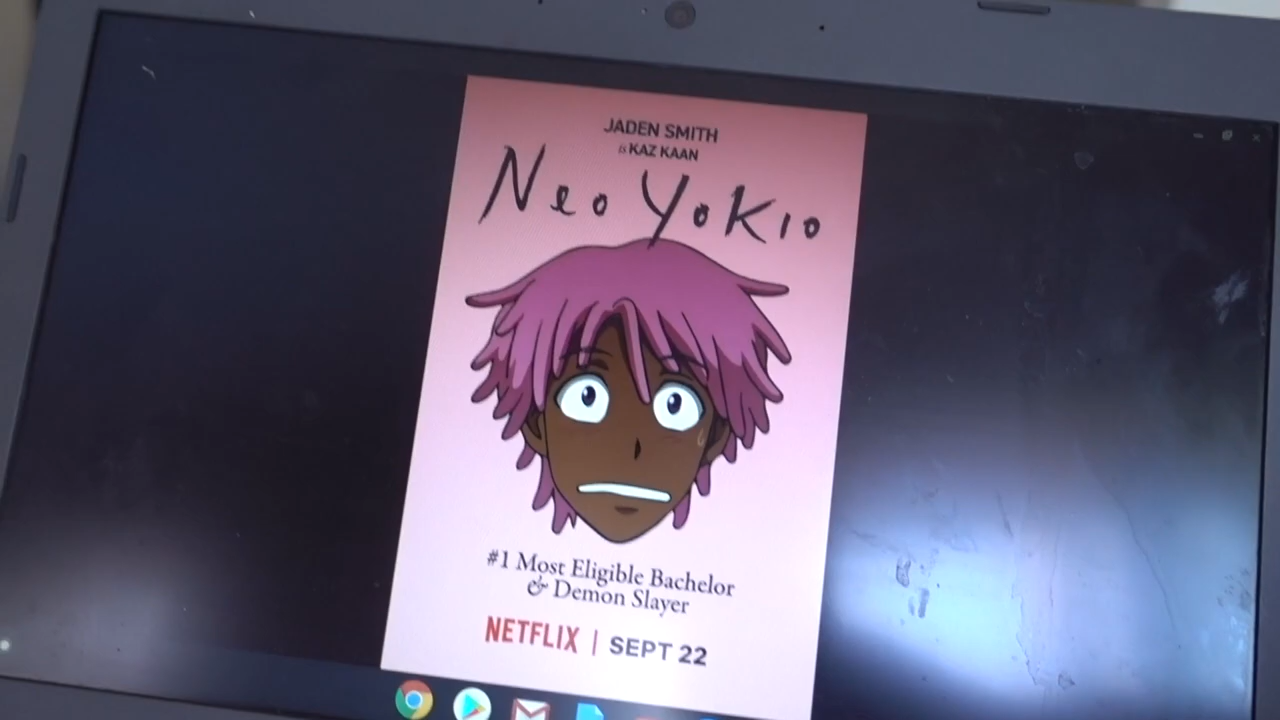 JADEN SMITH
is KAZ KAAN
Neo Yokio
#1 Most Eligible Bachelor
& Demon Slayer
NETFLIX | SEPT 22